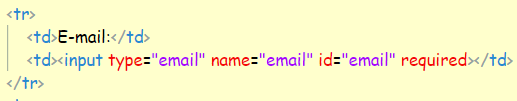 <tr>
<td>E-mail:</td>
<td><input type="email" name="email" id="email" required></td>
</tr>